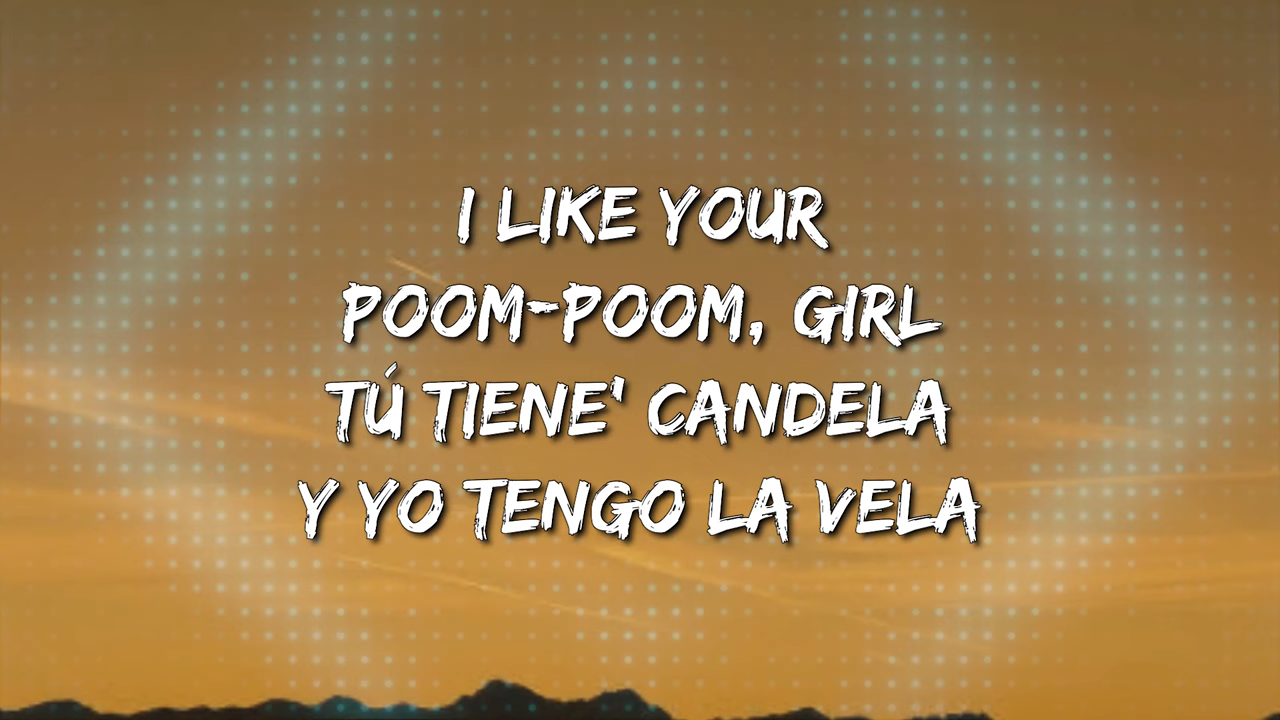 I LIKE YOUR
POOM-POOM, GIRL
TÚ TIENE' CANDELA
Y YO TENGO LA VELA